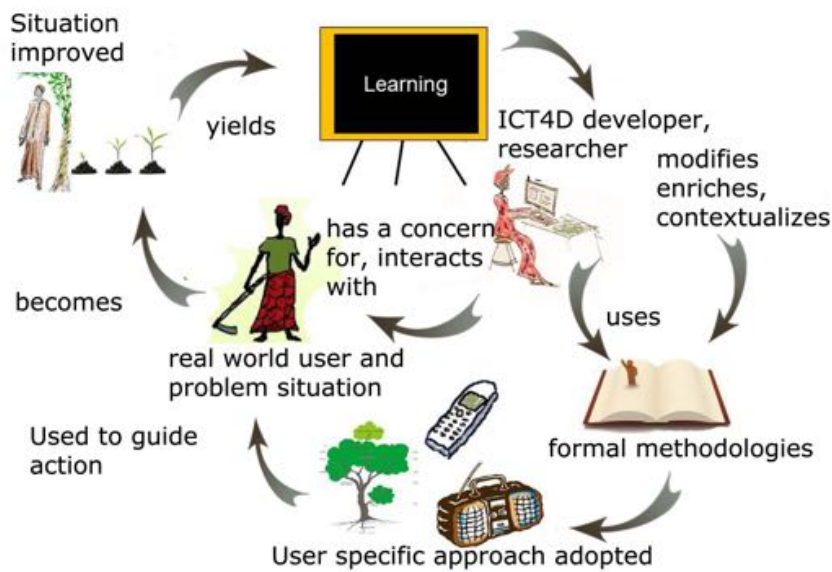 Situation
improved
Learning
yields
ICT4D developer,
researcher
modifies
enriches,
contextualizes
has a concern
for, interacts
with
becomes
uses
real world user and
problem situation
Used to guide
action
formal methodologies
User specific approach adopted